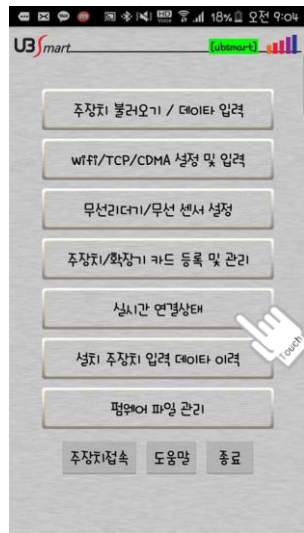 18% 오전 9:04
UBSmart [ubsmart]
주장치 불러오기 / 데이타 입력
wifi/TCP/CDMA 설정 및 입력
무선리더기/무선 센서 설정
주장치/확장기 카드 등록 및 관리
실시간 연결상태
Touch
설치 주장치 입력 데이타 이력
펌웨어 파일 관리
주장치접속 도움말 종료